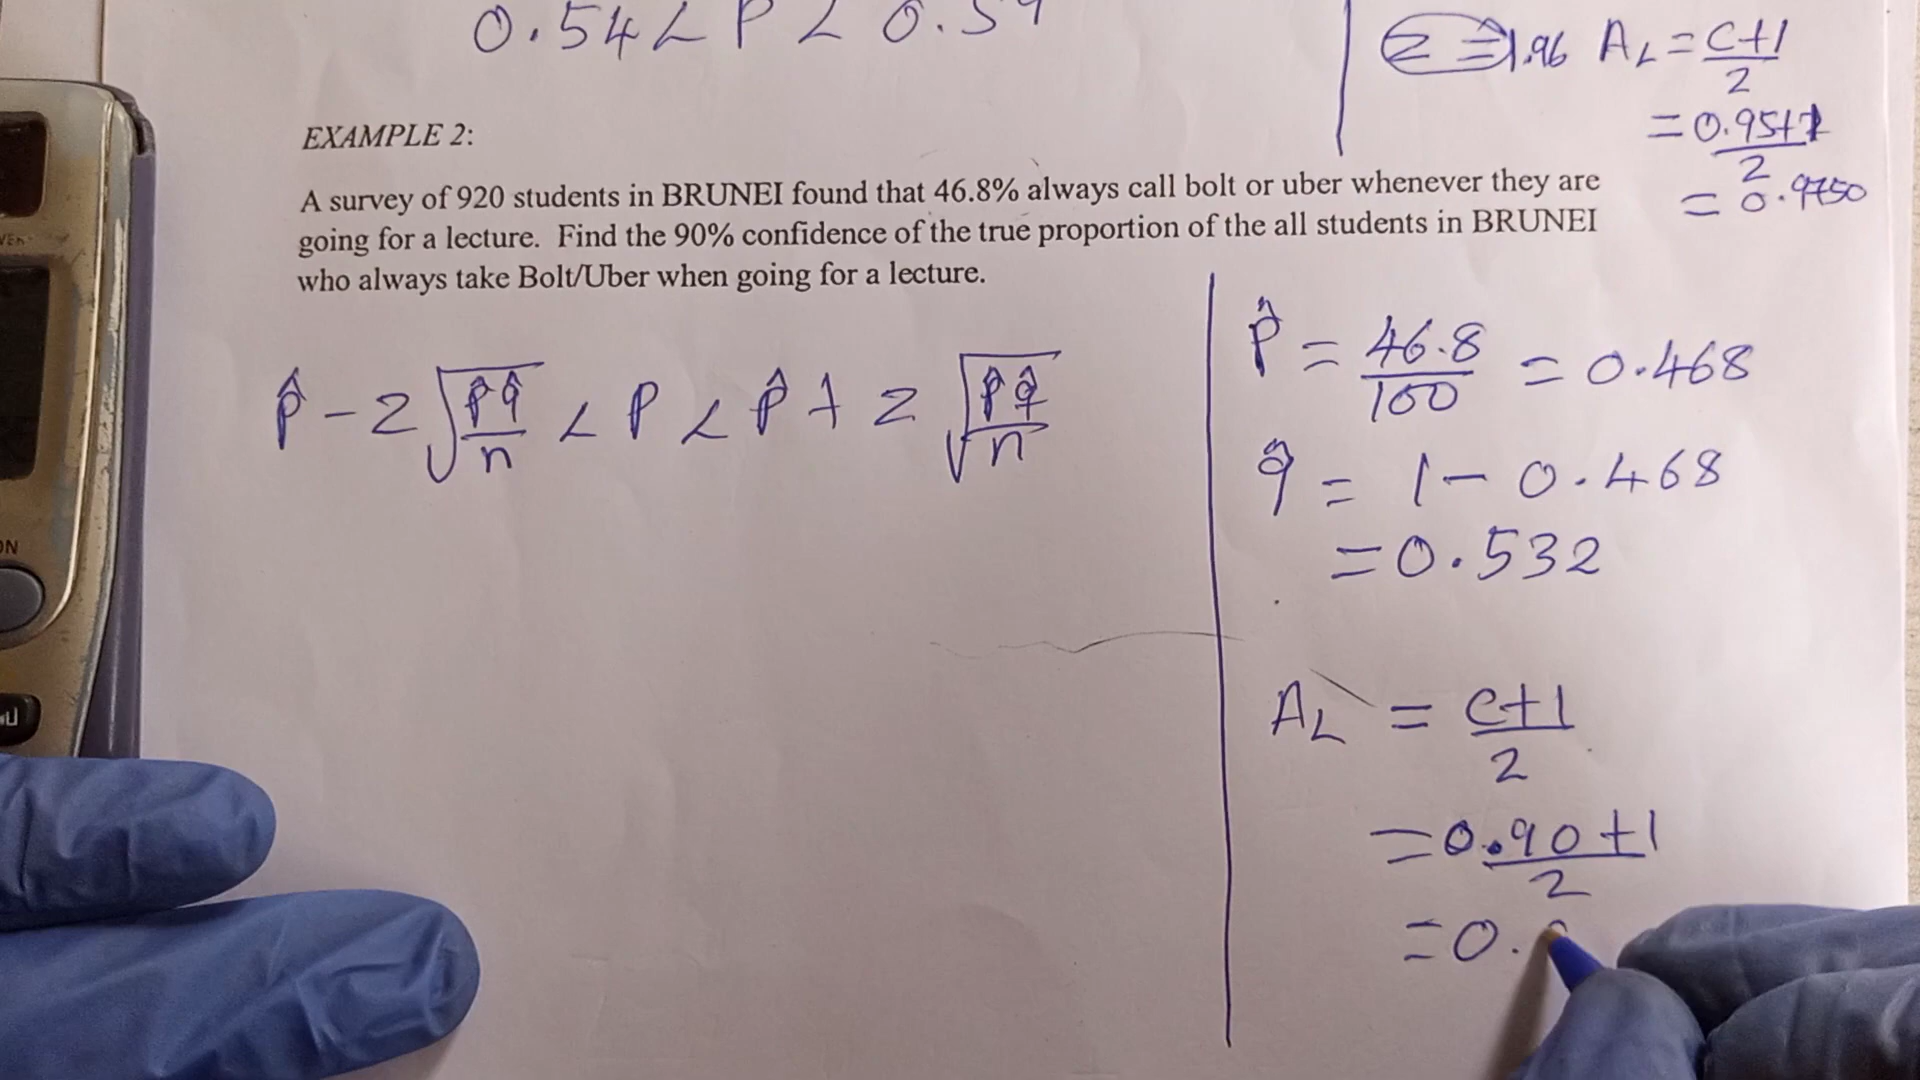 0.54 < P < 0.59
Z => 1.96 A_L = C+1
2
= 0.95+1
2
= 0.9750
EXAMPLE 2:
A survey of 920 students in BRUNEI found that 46.8% always call bolt or uber whenever they are
going for a lecture. Find the 90% confidence of the true proportion of the all students in BRUNEI
who always take Bolt/Uber when going for a lecture.
p̂ - z √(p̂q̂/n) < P < p̂ + z √(p̂q̂/n)
p̂ = 46.8/100 = 0.468
q̂ = 1 - 0.468
= 0.532
A_L = C+1
2
= 0.90+1
2
= 0.
ON